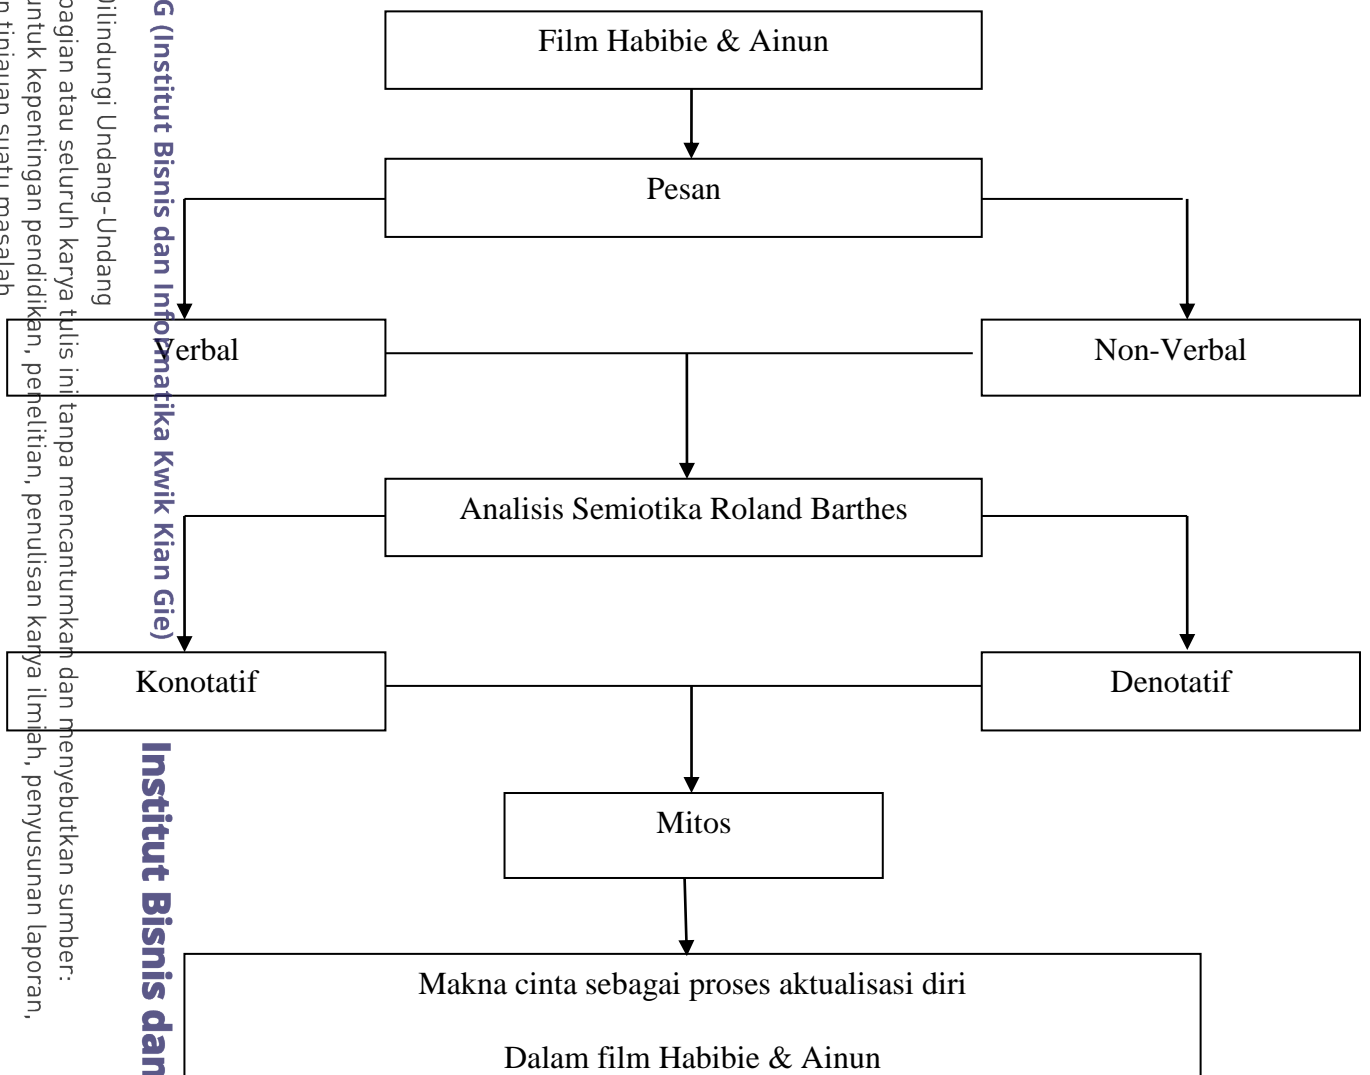 Film Habibie & Ainun
Pesan
Verbal
Non-Verbal
Analisis Semiotika Roland Barthes
Konotatif
Denotatif
Mitos
Makna cinta sebagai proses aktualisasi diri
Dalam film Habibie & Ainun
G (Institut Bisnis dan Informatika Kwik Kian Gie)
Institut Bisnis dan
Dilindungi Undang-Undang
bagian atau seluruh karya tulis ini tanpa mencantumkan dan menyebutkan sumber:
untuk kepentingan pendidikan, penelitian, penulisan karya ilmiah, penyusunan laporan,
tinjauan suatu masalah